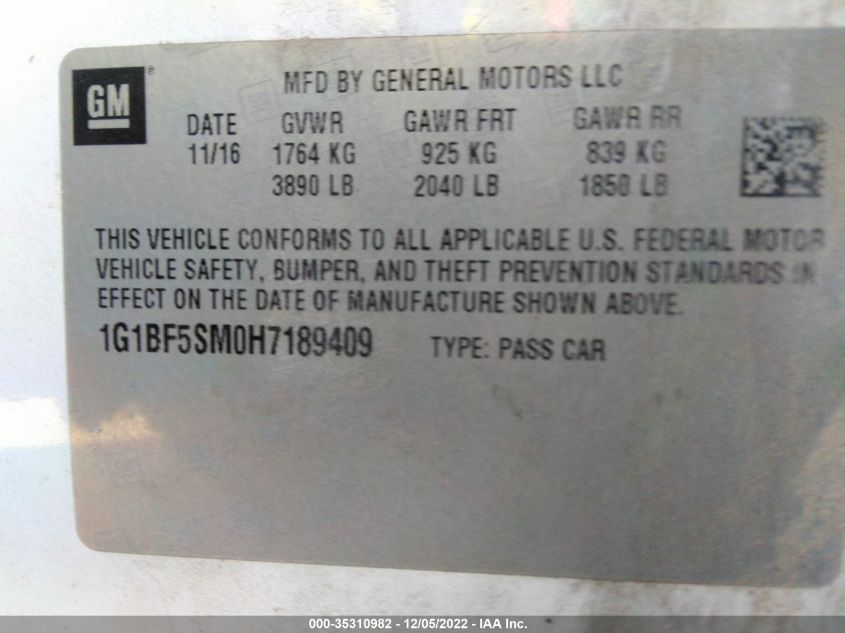 GM ®
MFD BY GENERAL MOTORS LLC
DATE GVWR GAWR FRT GAWR RR
11/16 1764 KG 925 KG 839 KG
3890 LB 2040 LB 1850 LB
THIS VEHICLE CONFORMS TO ALL APPLICABLE U.S. FEDERAL MOTOR
VEHICLE SAFETY, BUMPER, AND THEFT PREVENTION STANDARDS IN
EFFECT ON THE DATE OF MANUFACTURE SHOWN ABOVE.
1G1BF5SM0H7189409 TYPE: PASS CAR
000-35310982 - 12/05/2022 - IAA Inc.